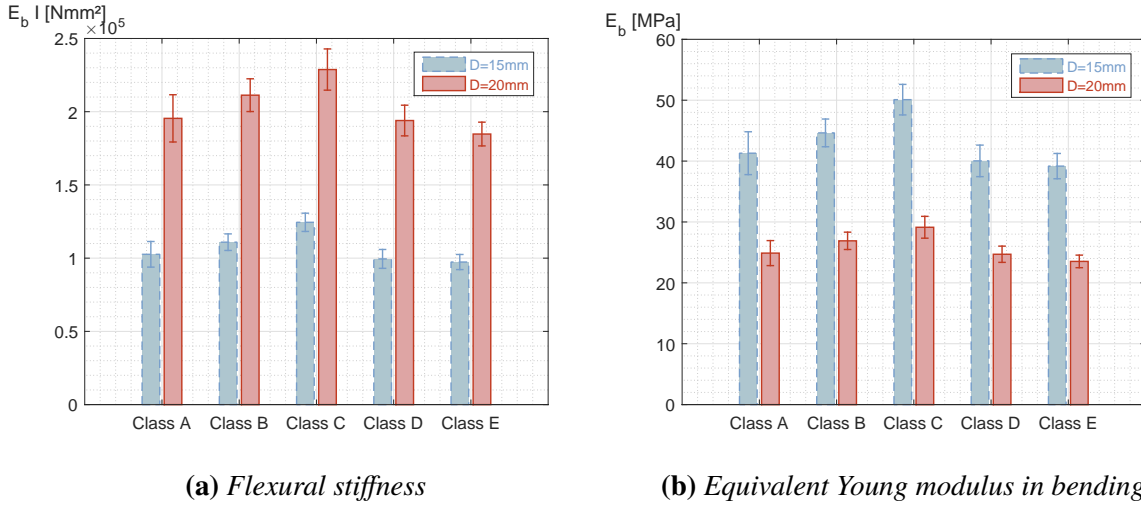 E_b I [Nmm²]
×10^5
2.5
2
1.5
1
0.5
0
D=15mm
D=20mm
Class A Class B Class C Class D Class E
(a) Flexural stiffness
E_b [MPa]
60
50
40
30
20
10
0
D=15mm
D=20mm
Class A Class B Class C Class D Class E
(b) Equivalent Young modulus in bending